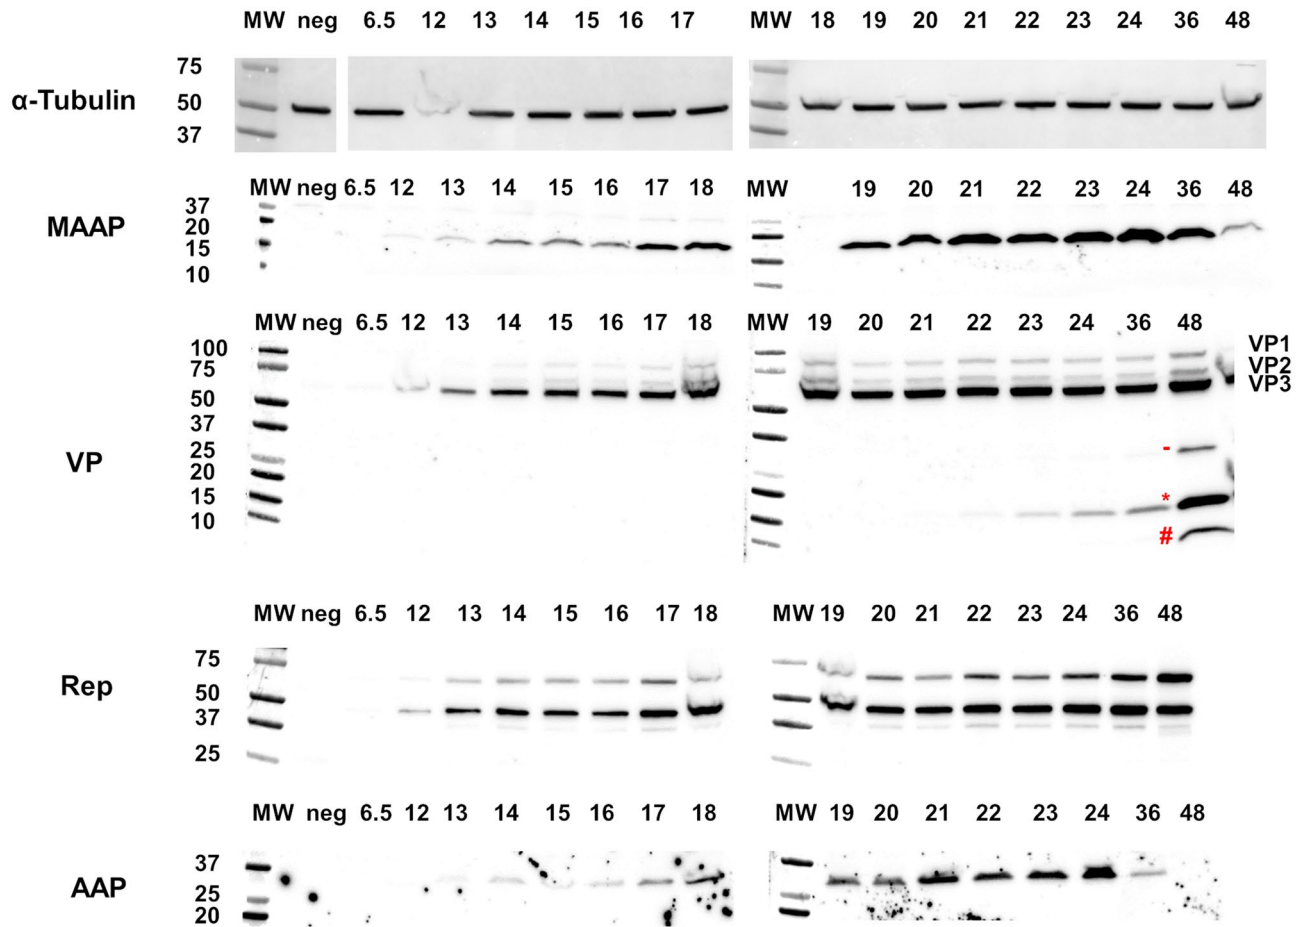 MW neg 6.5 12 13 14 15 16 17 MW 18 19 20 21 22 23 24 36 48
75
α-Tubulin 50
37
MW neg 6.5 12 13 14 15 16 17 18 MW 19 20 21 22 23 24 36 48
37
MAAP 20
15
10
MW neg 6.5 12 13 14 15 16 17 18 MW 19 20 21 22 23 24 36 48
100 VP1
75 VP2
VP3
50
37
25 -
VP
20
15 *
10 #
MW neg 6.5 12 13 14 15 16 17 18 MW 19 20 21 22 23 24 36 48
75
Rep 50
37
25
MW neg 6.5 12 13 14 15 16 17 18 MW 19 20 21 22 23 24 36 48
37
AAP 25
20